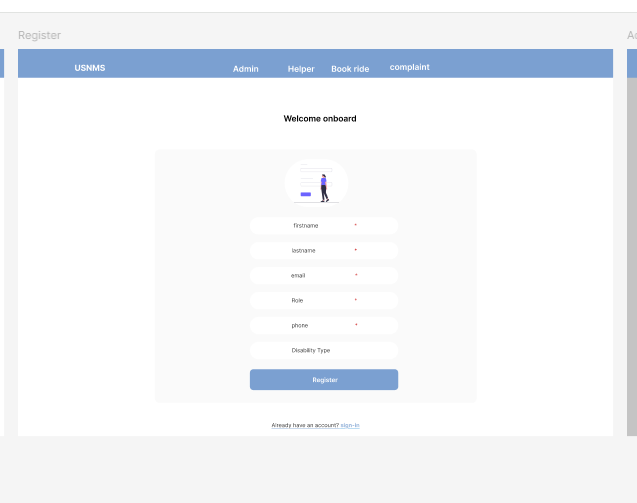 Register
USNMS Admin Helper Book ride complaint
Welcome onboard
firstname *
lastname *
email *
Role *
phone *
Disability Type
Register
Already have an account? sign-in